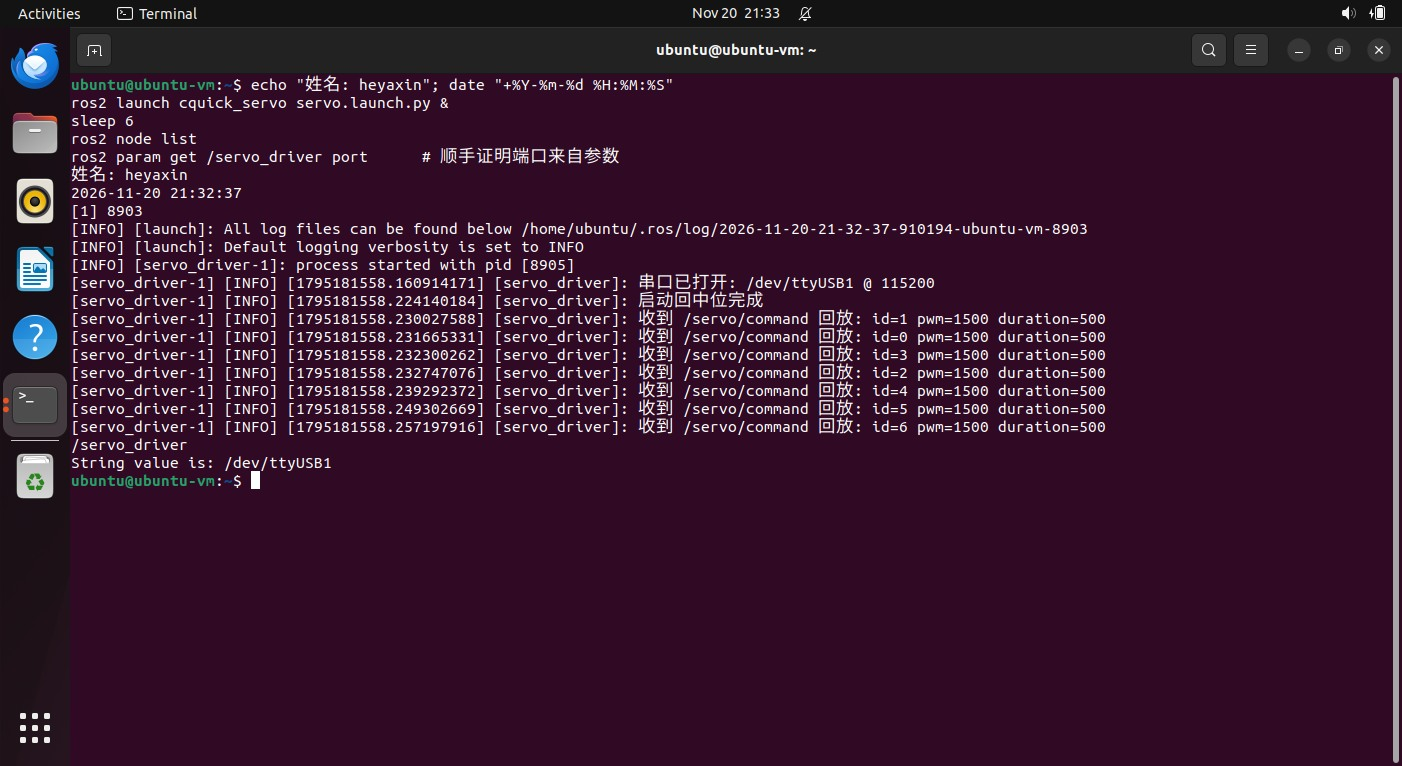 Activities
Terminal
Nov 20 21:33
ubuntu@ubuntu-vm: ~
ubuntu@ubuntu-vm:~$ echo "姓名: heyaxin"; date "+%Y-%m-%d %H:%M:%S"
ros2 launch cquick_servo servo.launch.py &
sleep 6
ros2 node list
ros2 param get /servo_driver port      # 顺手证明端口来自参数
姓名: heyaxin
2026-11-20 21:32:37
[1] 8903
[INFO] [launch]: All log files can be found below /home/ubuntu/.ros/log/2026-11-20-21-32-37-910194-ubuntu-vm-8903
[INFO] [launch]: Default logging verbosity is set to INFO
[INFO] [servo_driver-1]: process started with pid [8905]
[servo_driver-1] [INFO] [1795181558.160914171] [servo_driver]: 串口已打开: /dev/ttyUSB1 @ 115200
[servo_driver-1] [INFO] [1795181558.224140184] [servo_driver]: 启动回中位完成
[servo_driver-1] [INFO] [1795181558.230027588] [servo_driver]: 收到 /servo/command 回放: id=1 pwm=1500 duration=500
[servo_driver-1] [INFO] [1795181558.231665331] [servo_driver]: 收到 /servo/command 回放: id=0 pwm=1500 duration=500
[servo_driver-1] [INFO] [1795181558.232300262] [servo_driver]: 收到 /servo/command 回放: id=3 pwm=1500 duration=500
[servo_driver-1] [INFO] [1795181558.232747076] [servo_driver]: 收到 /servo/command 回放: id=2 pwm=1500 duration=500
[servo_driver-1] [INFO] [1795181558.239292372] [servo_driver]: 收到 /servo/command 回放: id=4 pwm=1500 duration=500
[servo_driver-1] [INFO] [1795181558.249302669] [servo_driver]: 收到 /servo/command 回放: id=5 pwm=1500 duration=500
[servo_driver-1] [INFO] [1795181558.257197916] [servo_driver]: 收到 /servo/command 回放: id=6 pwm=1500 duration=500
/servo_driver
String value is: /dev/ttyUSB1
ubuntu@ubuntu-vm:~$